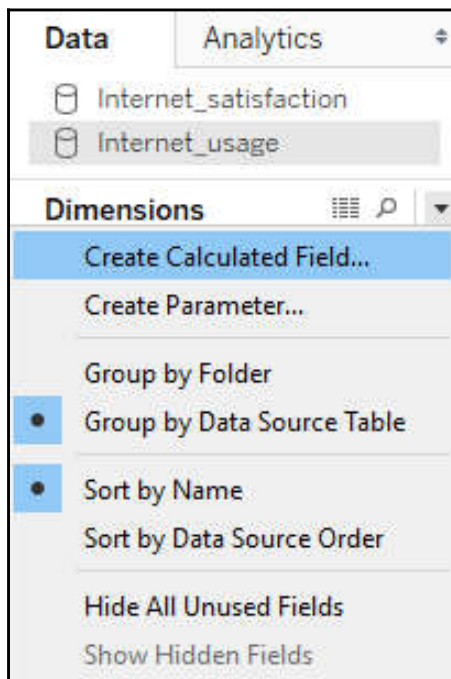 Data Analytics
Internet_satisfaction
Internet_usage
Dimensions
Create Calculated Field...
Create Parameter...
Group by Folder
Group by Data Source Table
Sort by Name
Sort by Data Source Order
Hide All Unused Fields
Show Hidden Fields